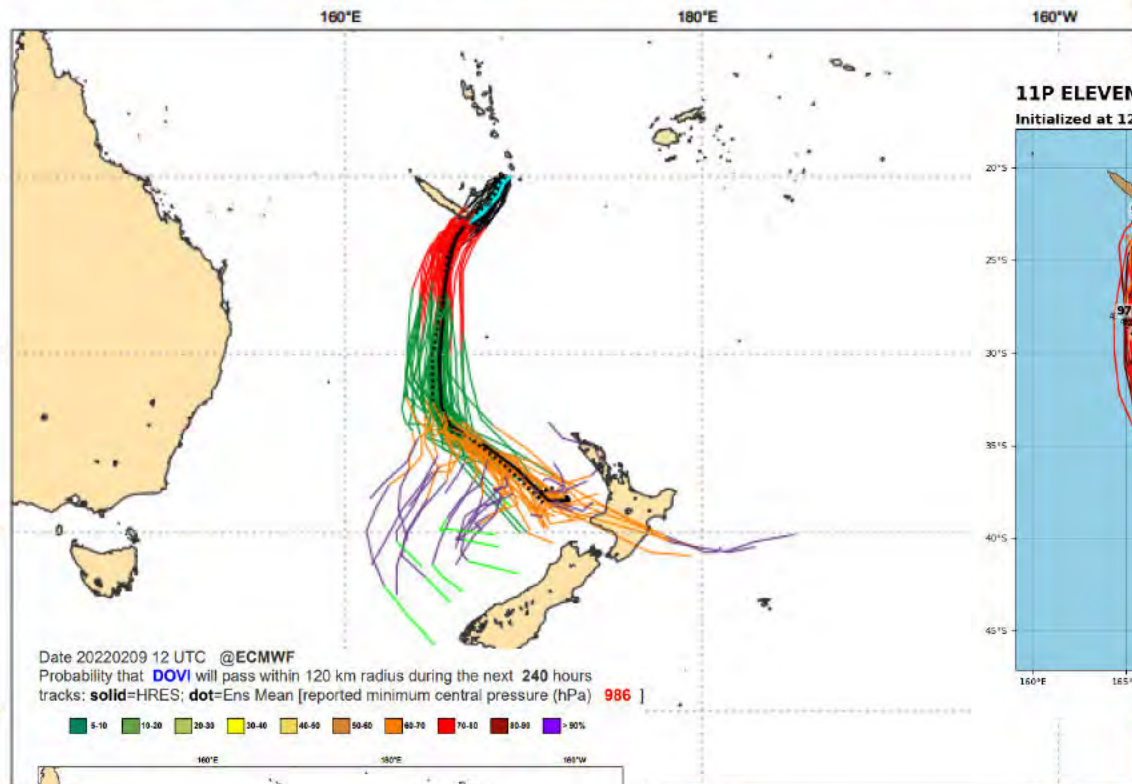 160°E 180°E 160°W
11P ELEVEN
Initialized at 12
20°S
25°S
97
30°S
35°S
40°S
45°S
160°E 165°
Date 20220209 12 UTC @ECMWF
Probability that DOVI will pass within 120 km radius during the next 240 hours
tracks: solid=HRES; dot=Ens Mean [reported minimum central pressure (hPa) 986 ]
5-10 10-20 20-30 30-40 40-50 50-60 60-70 70-80 80-90 > 90%
160°E 180°E 160°W